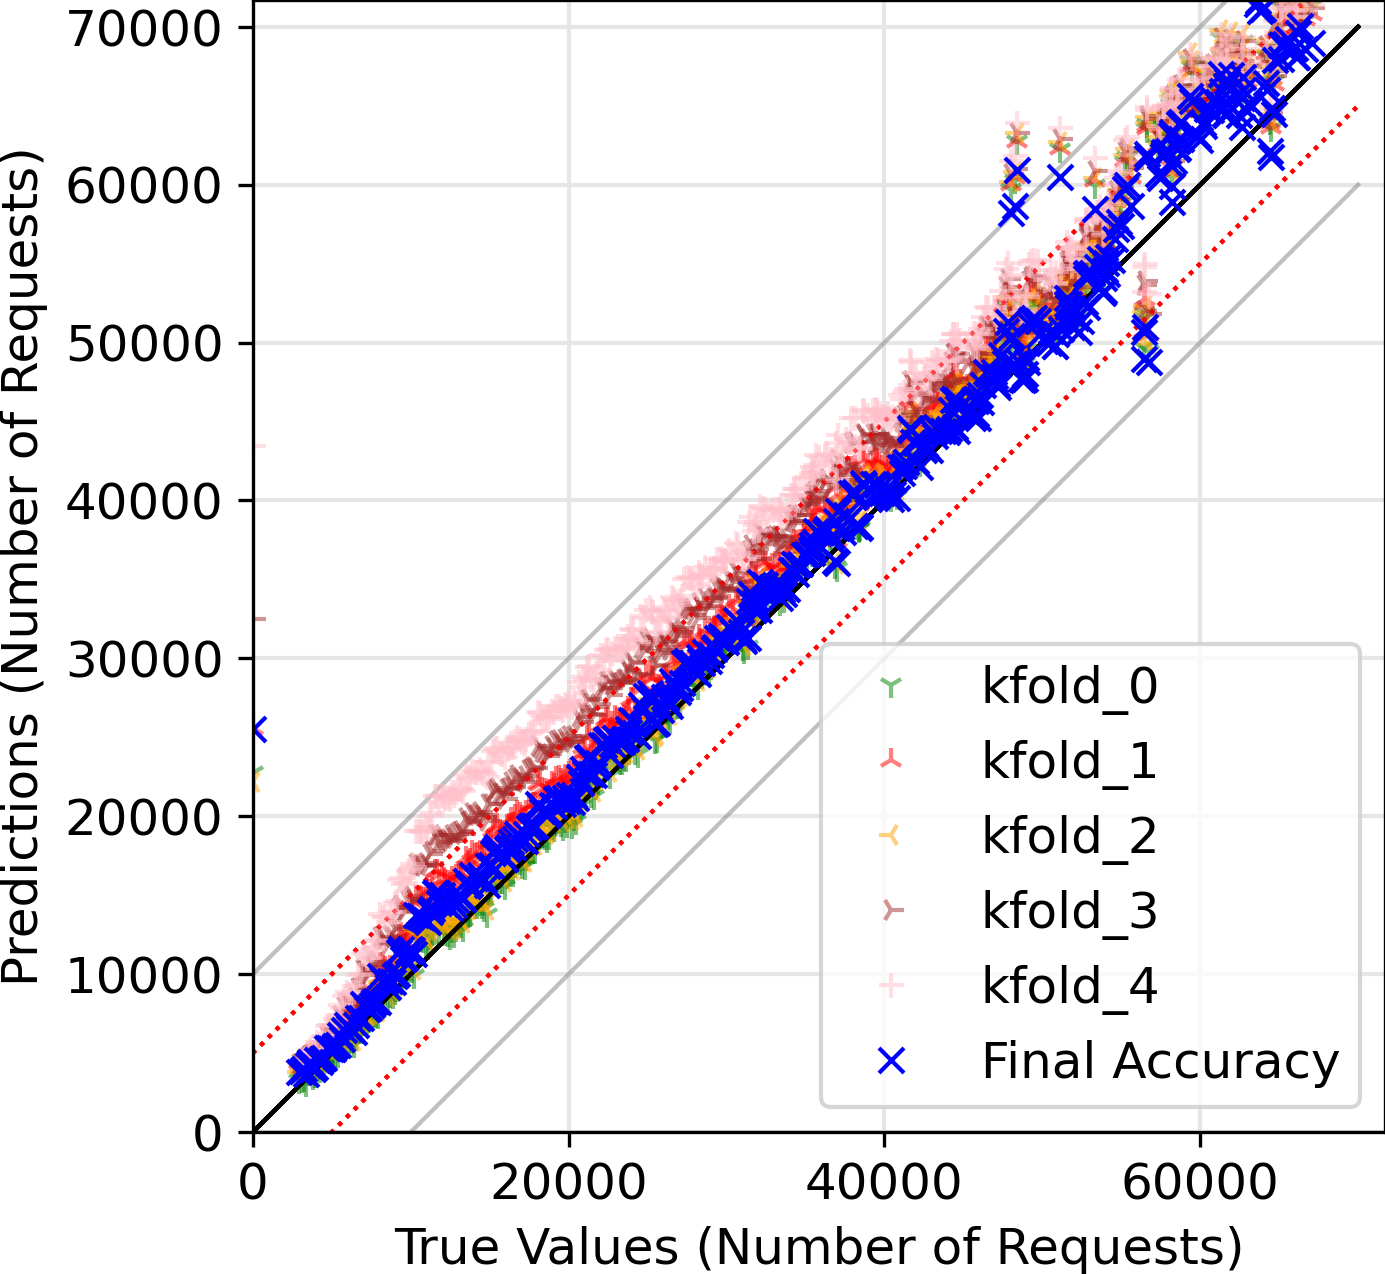 70000
60000
50000
40000
30000
20000
10000
0
Predictions (Number of Requests)
kfold_0
kfold_1
kfold_2
kfold_3
kfold_4
Final Accuracy
0 20000 40000 60000
True Values (Number of Requests)